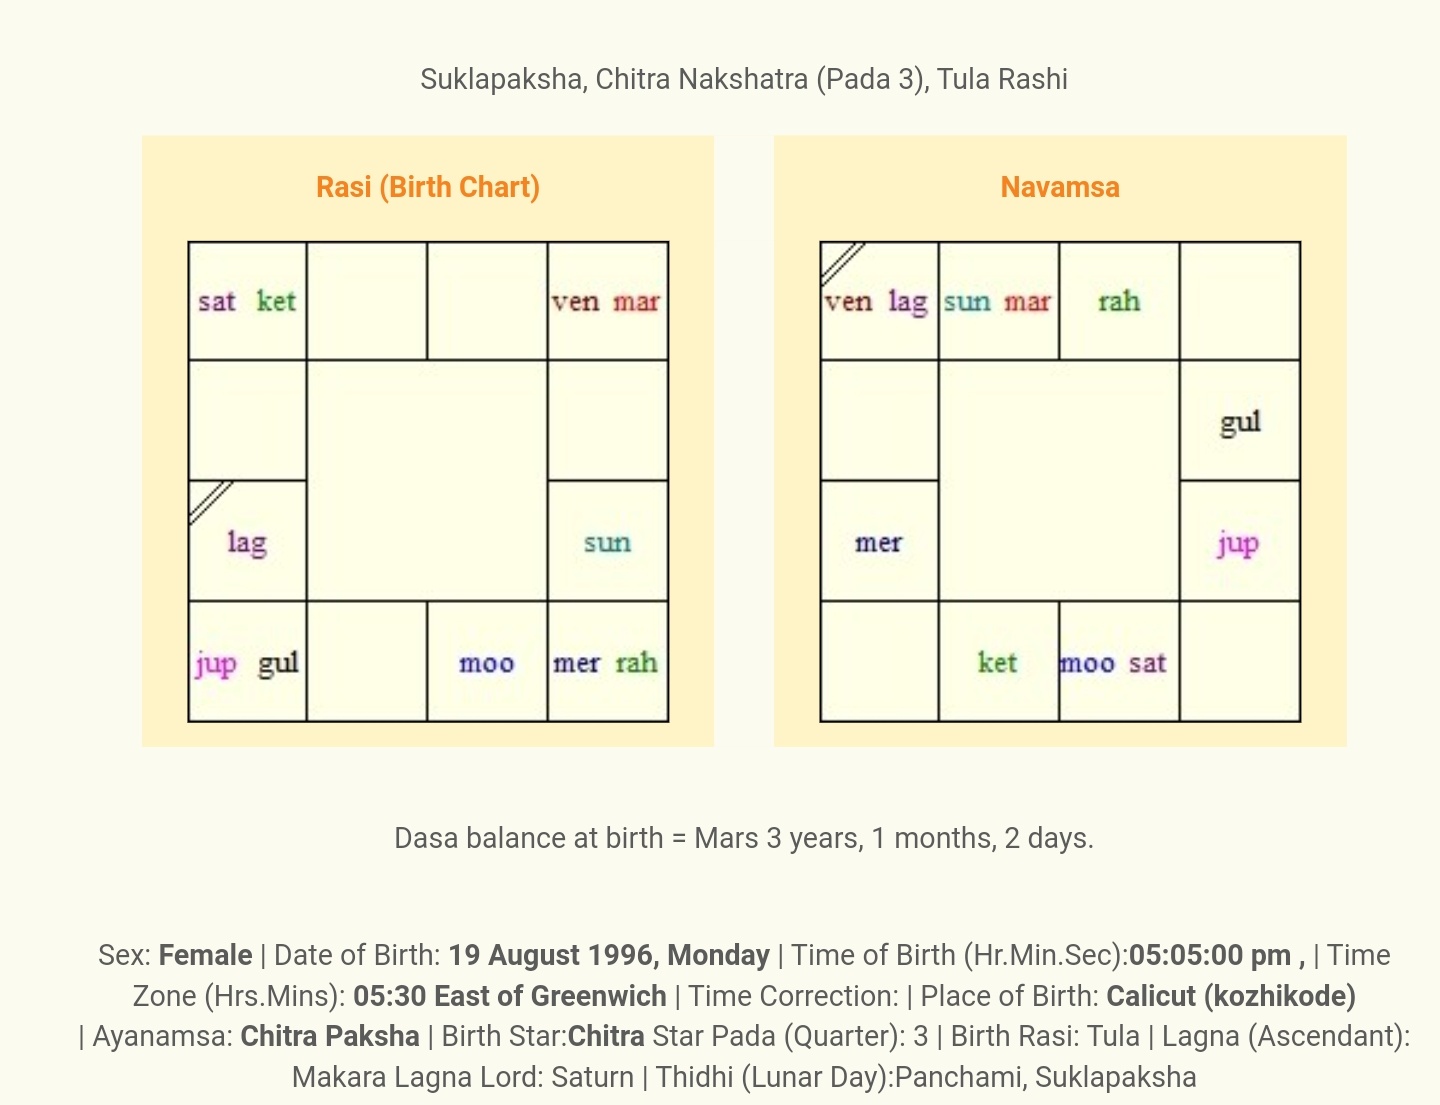 Suklapaksha, Chitra Nakshatra (Pada 3), Tula Rashi
Rasi (Birth Chart)
sat ket
ven mar
lag
sun
jup gul
moo
mer rah
Navamsa
ven lag
sun mar
rah
gul
mer
jup
ket
moo sat
Dasa balance at birth = Mars 3 years, 1 months, 2 days.
Sex: Female | Date of Birth: 19 August 1996, Monday | Time of Birth (Hr.Min.Sec):05:05:00 pm , | Time
Zone (Hrs.Mins): 05:30 East of Greenwich | Time Correction: | Place of Birth: Calicut (kozhikode)
| Ayanamsa: Chitra Paksha | Birth Star:Chitra Star Pada (Quarter): 3 | Birth Rasi: Tula | Lagna (Ascendant):
Makara Lagna Lord: Saturn | Thidhi (Lunar Day):Panchami, Suklapaksha